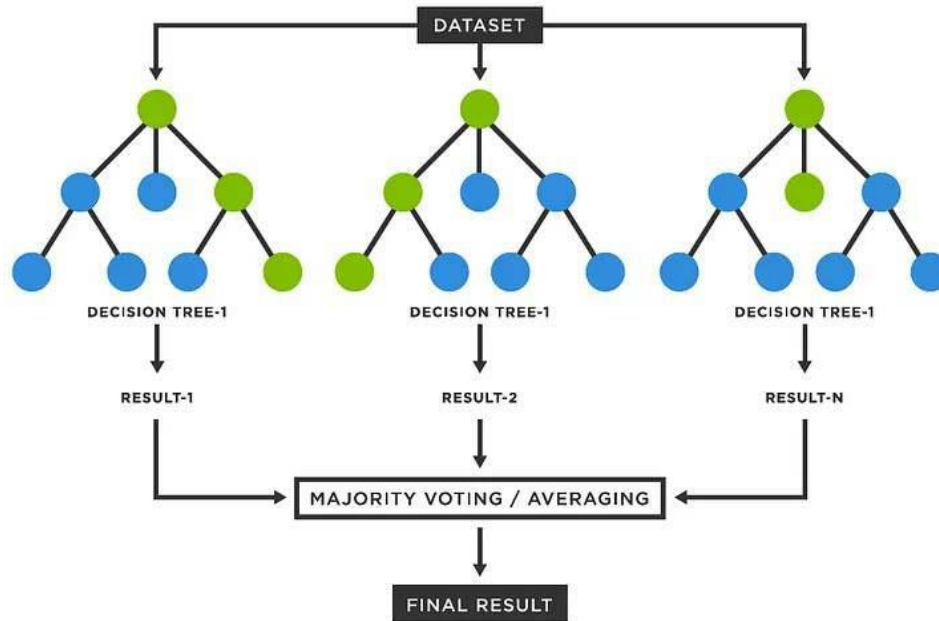 DATASET
DECISION TREE-1
DECISION TREE-1
DECISION TREE-1
RESULT-1
RESULT-2
RESULT-N
MAJORITY VOTING / AVERAGING
FINAL RESULT